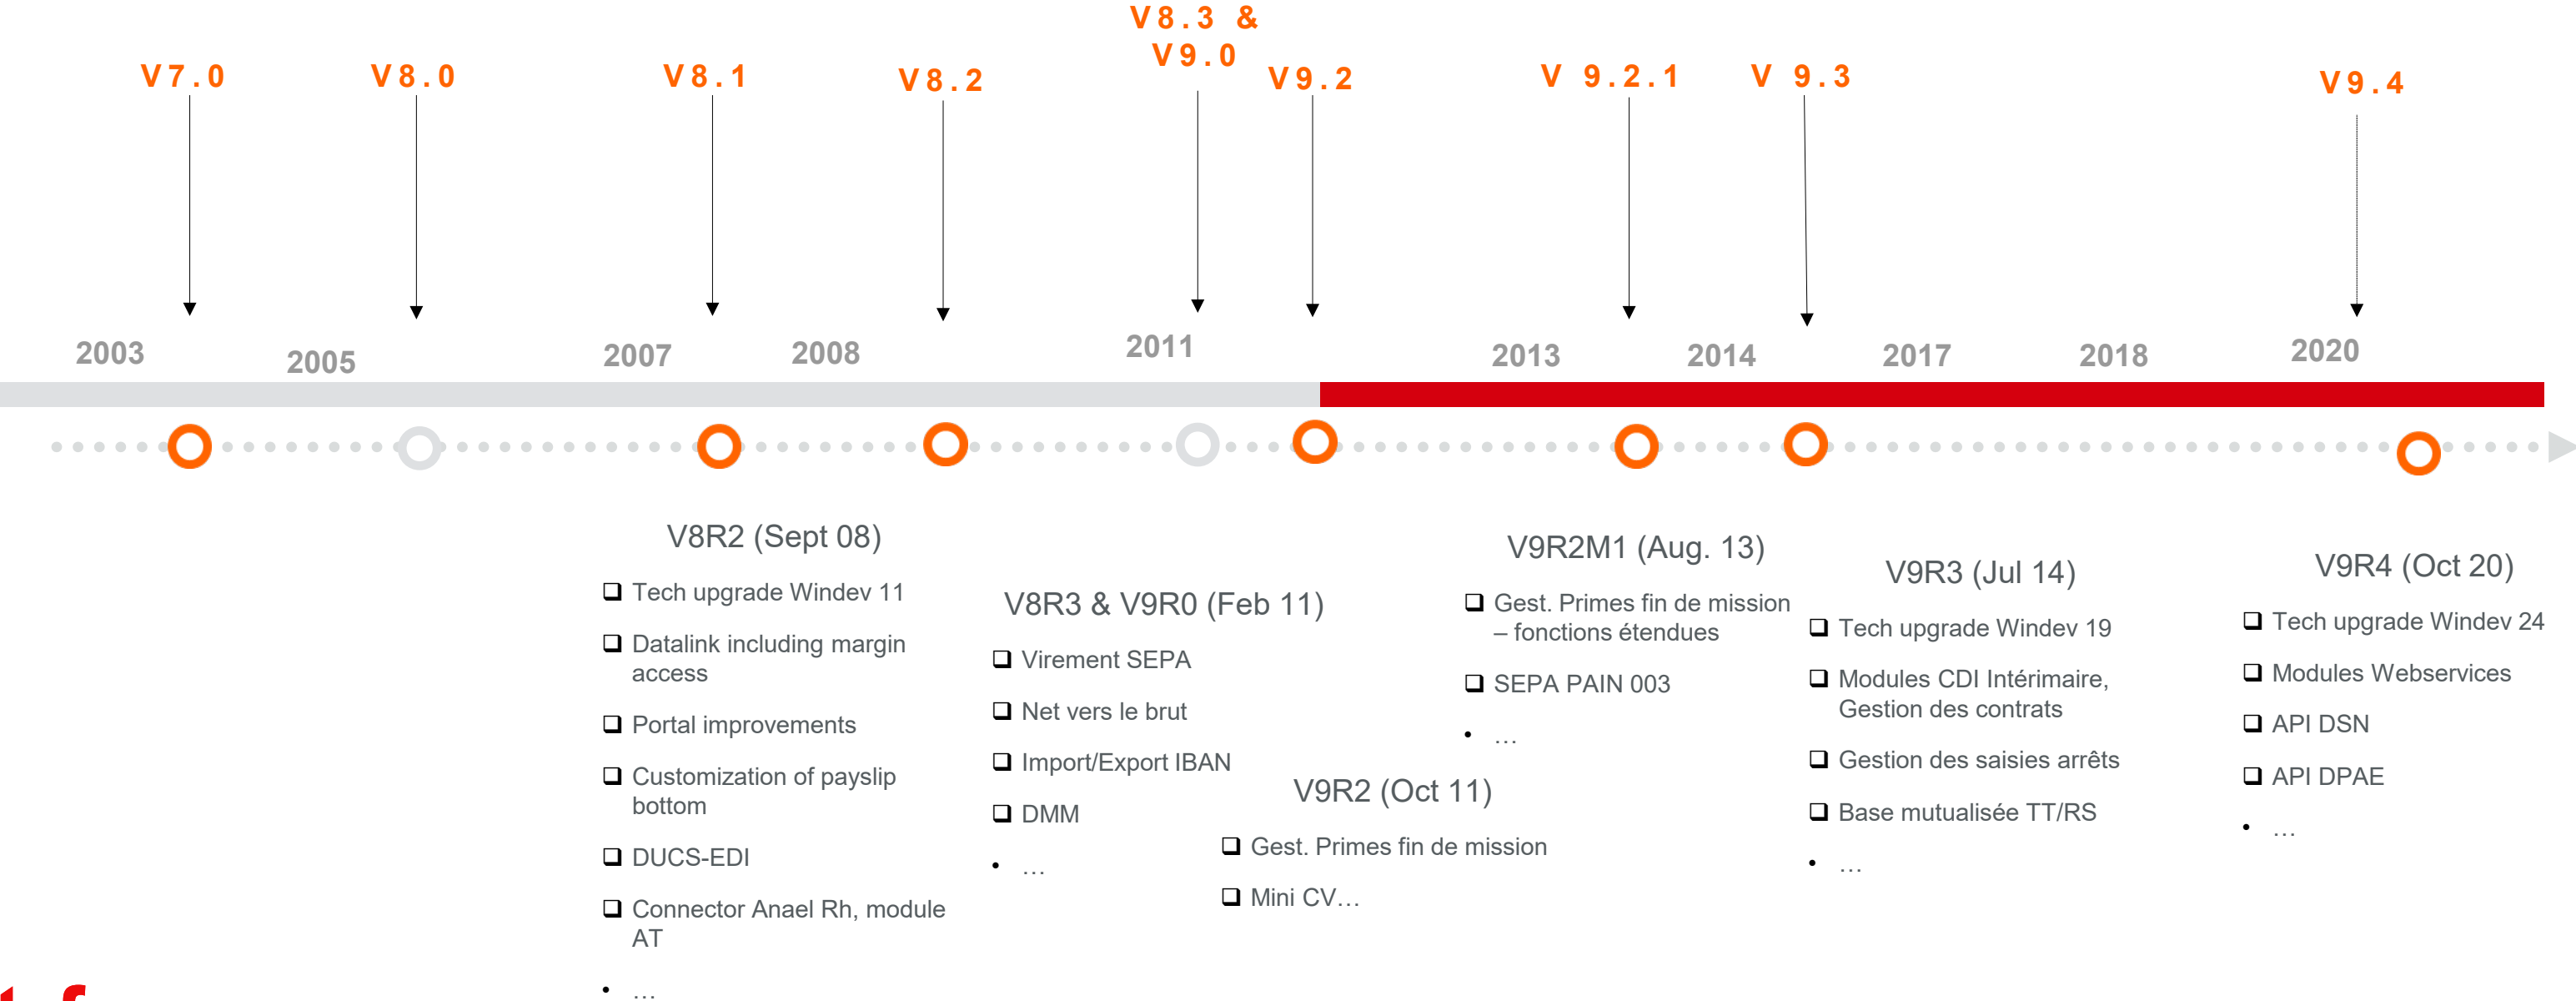 V8.3 &
V9.0
V7.0
V8.0
V8.1
V8.2
V9.2
V 9.2.1
V 9.3
V9.4
2003
2005
2007
2008
2011
2013
2014
2017
2018
2020
V8R2 (Sept 08)
Tech upgrade Windev 11
Datalink including margin
access
Portal improvements
Customization of payslip
bottom
DUCS-EDI
Connector Anael Rh, module
AT
…
V8R3 & V9R0 (Feb 11)
Virement SEPA
Net vers le brut
Import/Export IBAN
DMM
…
V9R2 (Oct 11)
Gest. Primes fin de mission
Mini CV…
V9R2M1 (Aug. 13)
Gest. Primes fin de mission
– fonctions étendues
SEPA PAIN 003
…
V9R3 (Jul 14)
Tech upgrade Windev 19
Modules CDI Intérimaire,
Gestion des contrats
Gestion des saisies arrêts
Base mutualisée TT/RS
…
V9R4 (Oct 20)
Tech upgrade Windev 24
Modules Webservices
API DSN
API DPAE
…